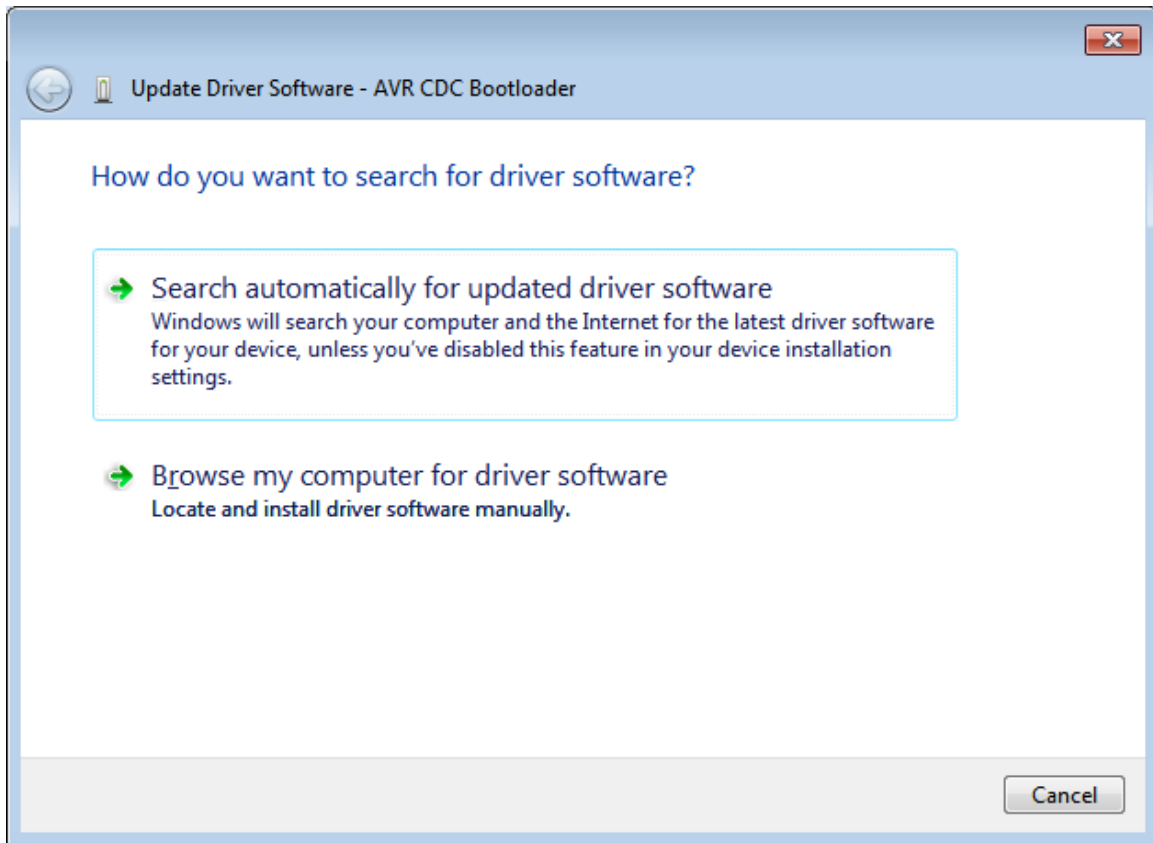 Update Driver Software - AVR CDC Bootloader
How do you want to search for driver software?
Search automatically for updated driver software
Windows will search your computer and the Internet for the latest driver software
for your device, unless you've disabled this feature in your device installation
settings.
Browse my computer for driver software
Locate and install driver software manually.
Cancel